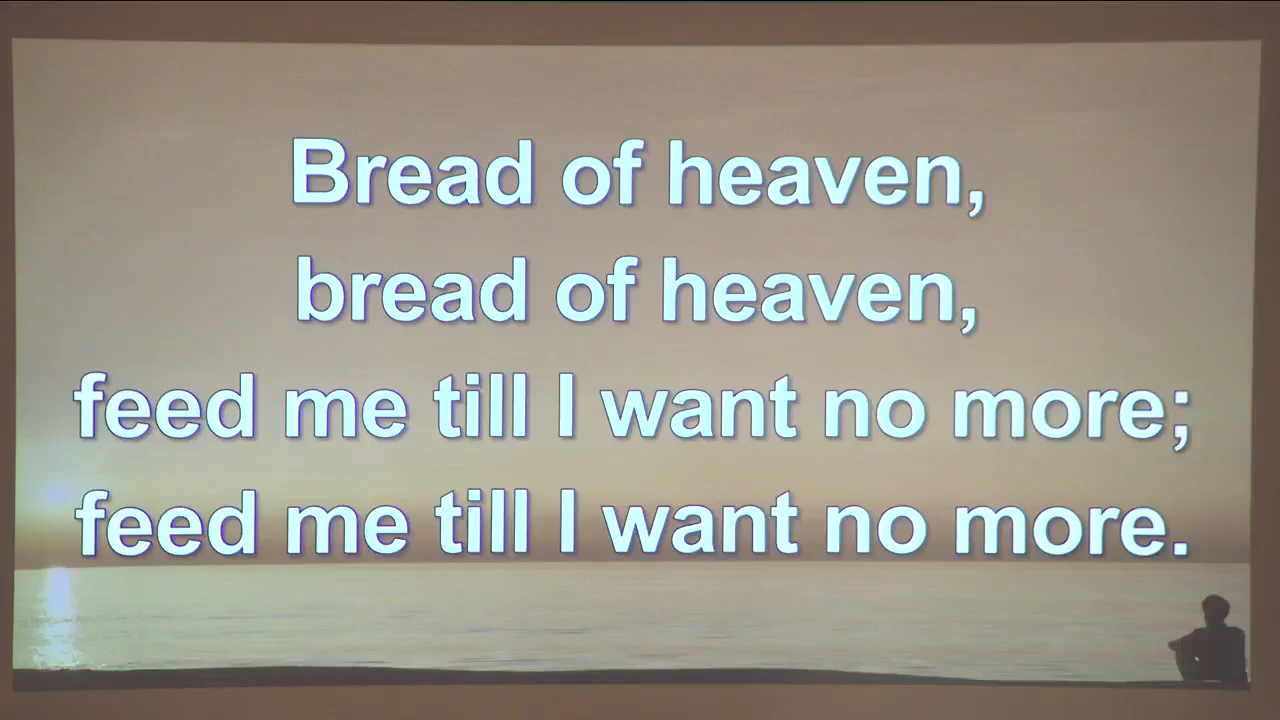 Bread of heaven,
bread of heaven,
feed me till I want no more;
feed me till I want no more.